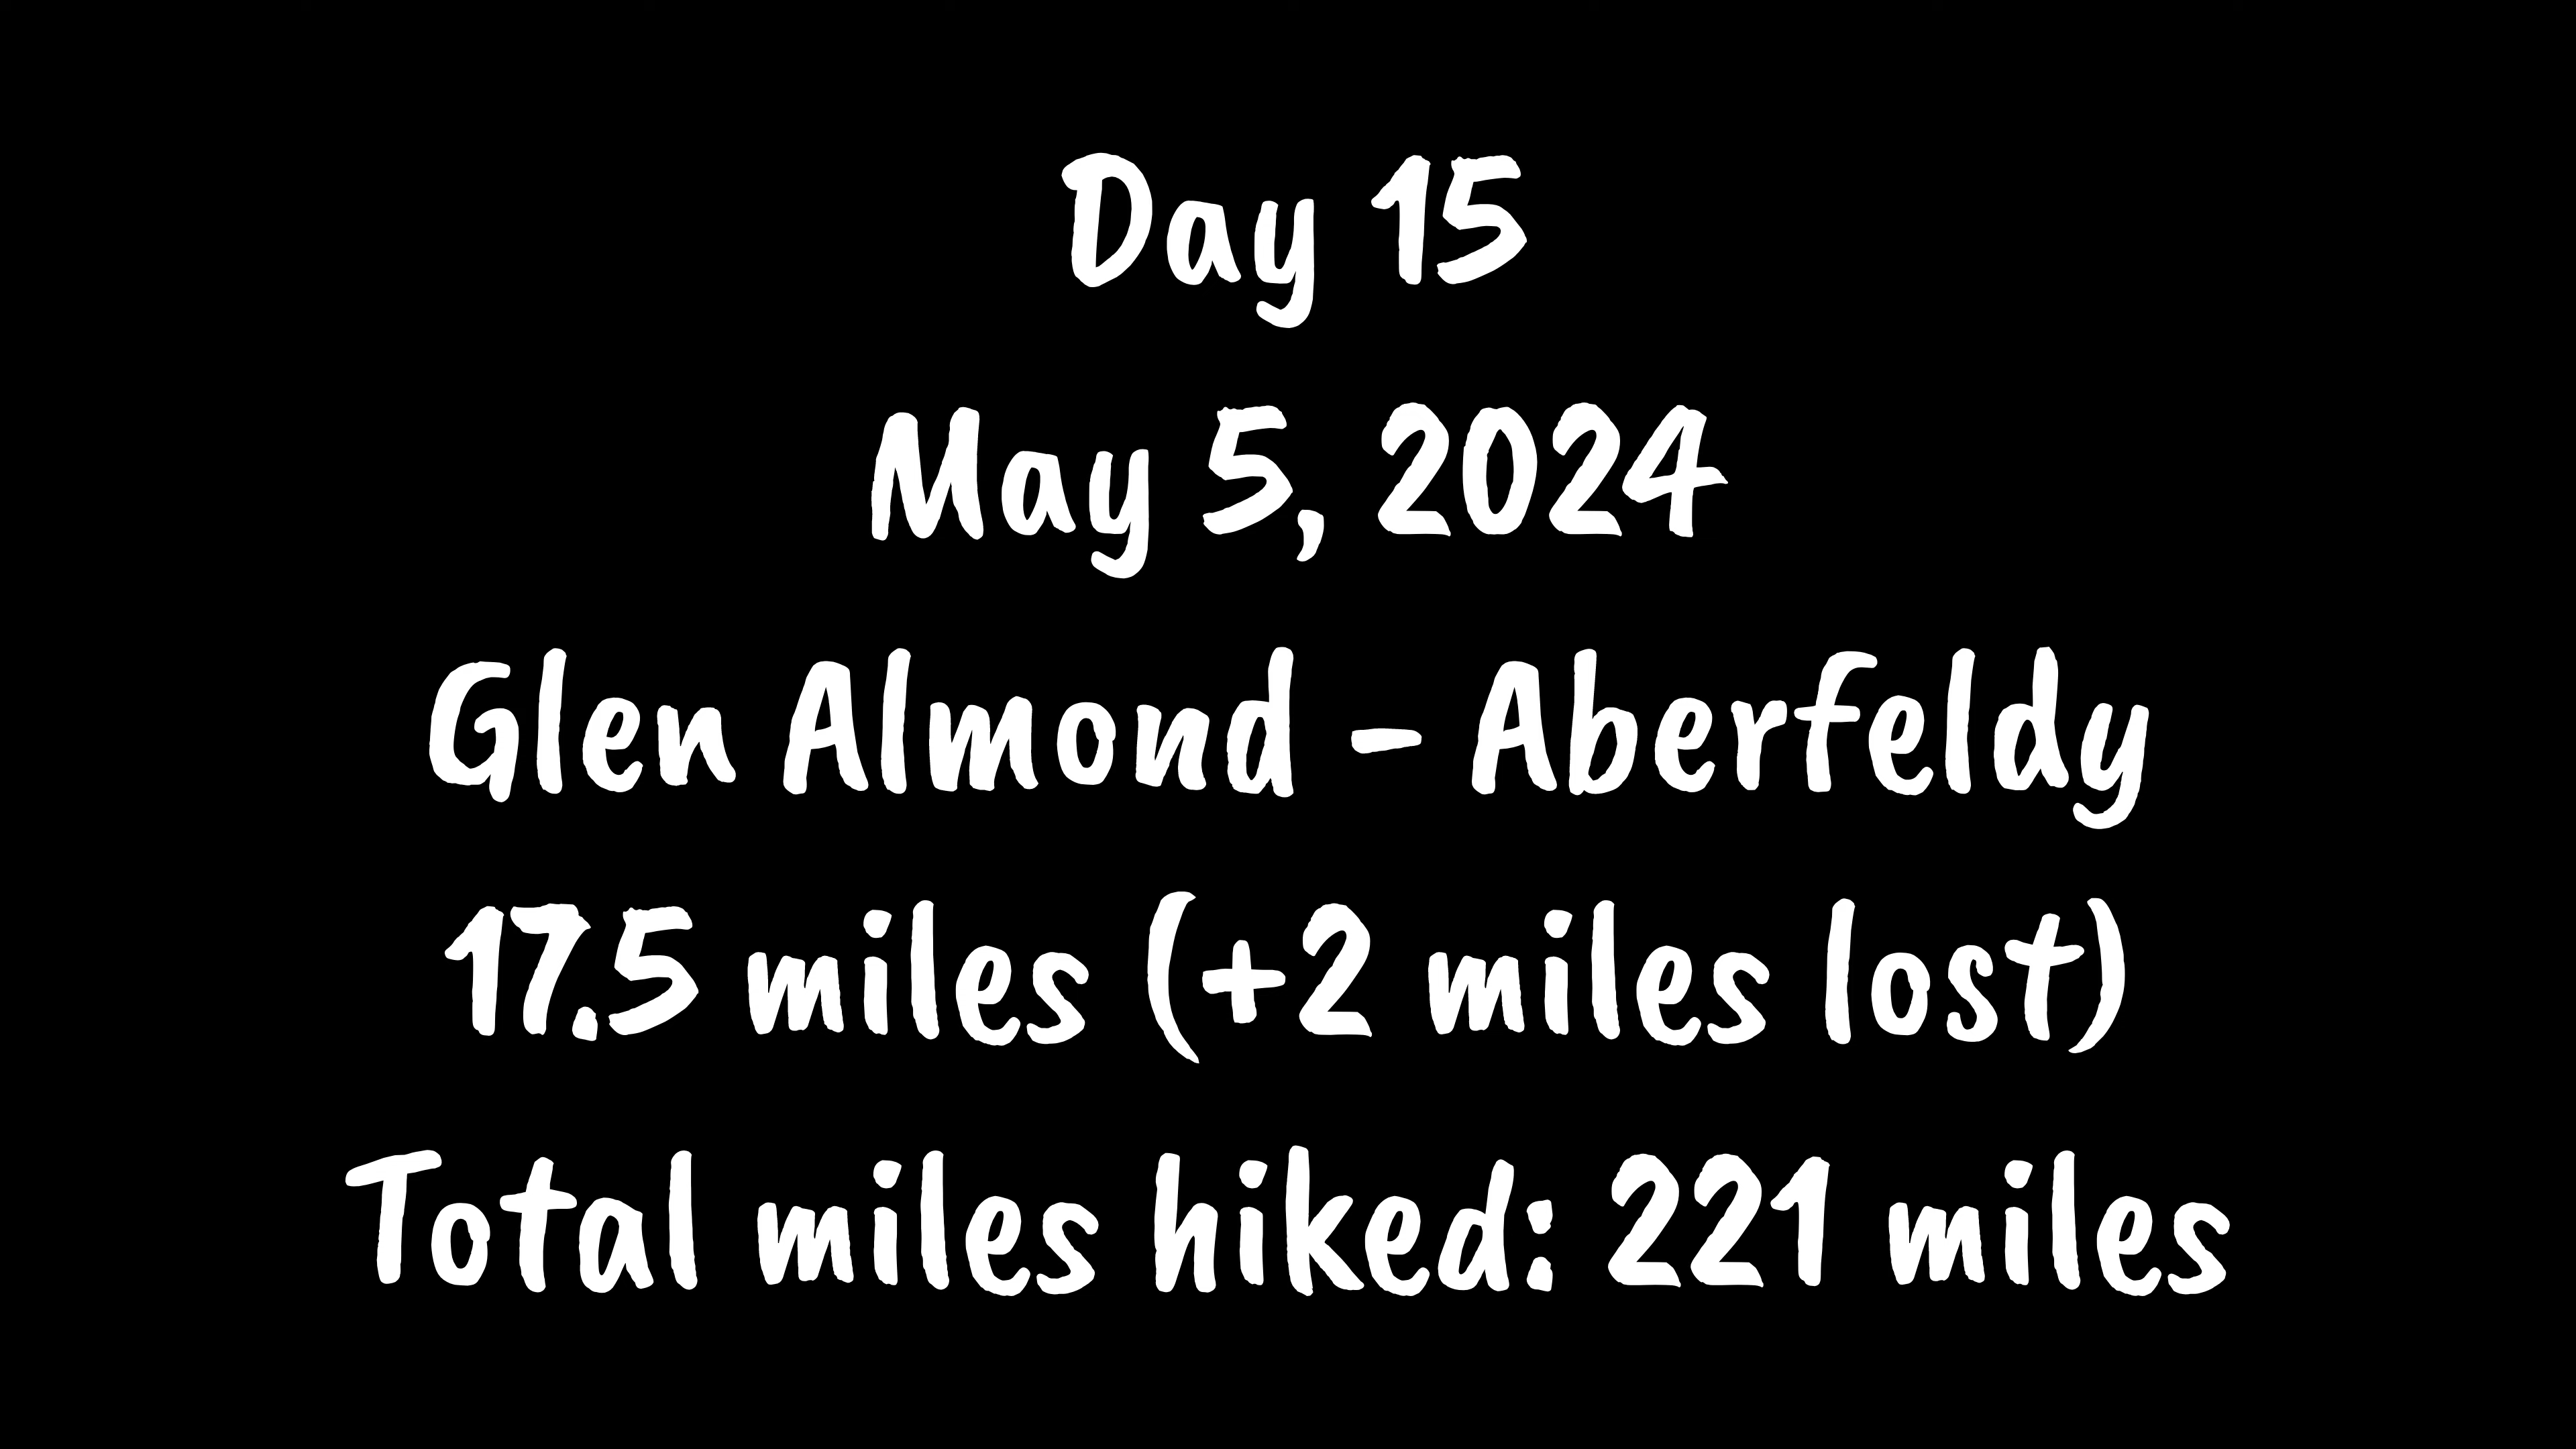 Day 15
May 5, 2024
Glen Almond - Aberfeldy
17.5 miles (+2 miles lost)
Total miles hiked: 221 miles